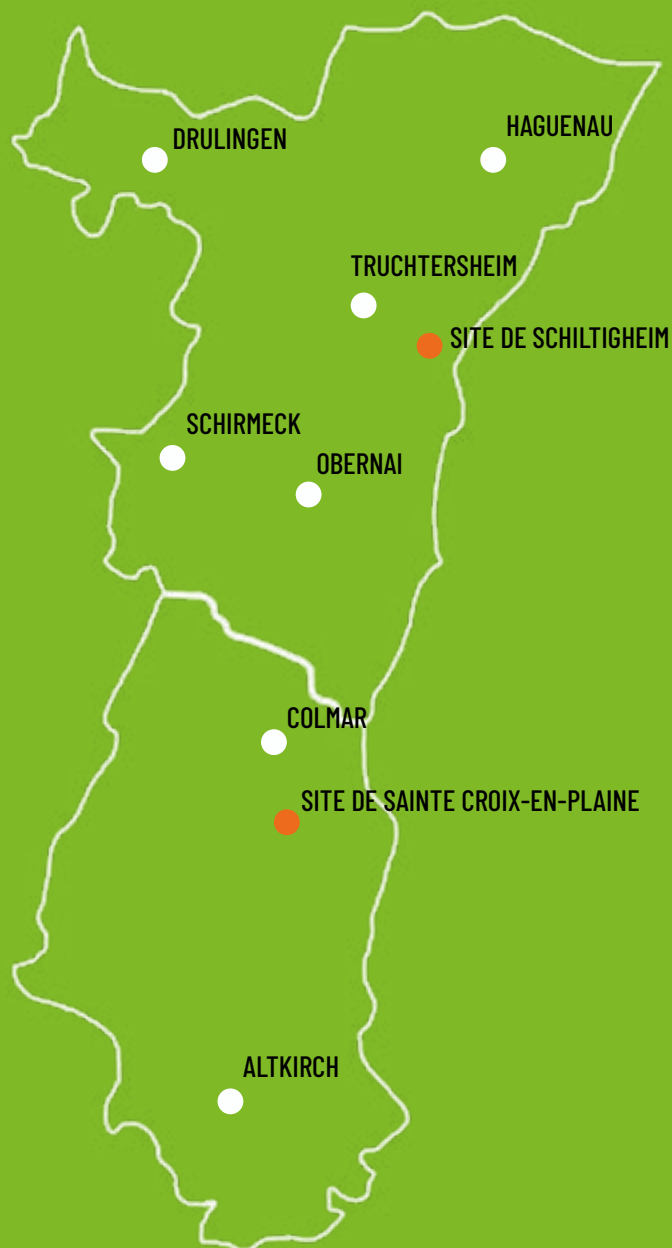 HAGUENAU
DRULINGEN
TRUCHTERSHEIM
SITE DE SCHILTIGHEIM
SCHIRMECK
OBERNAI
COLMAR
SITE DE SAINTE CROIX-EN-PLAINE
ALTKIRCH